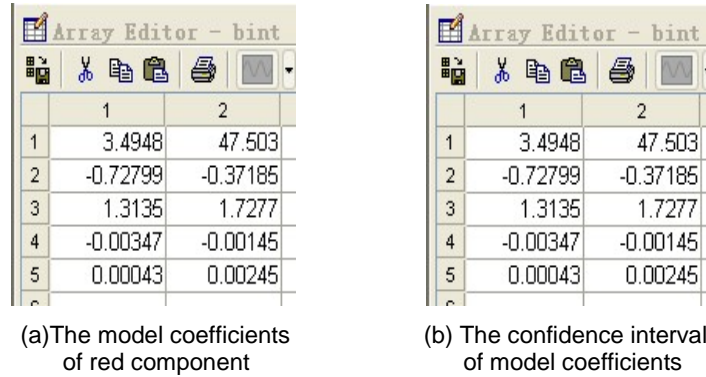 Array Editor - bint
1 2
1 3.4948 47.503
2 -0.72799 -0.37185
3 1.3135 1.7277
4 -0.00347 -0.00145
5 0.00043 0.00245
(a)The model coefficients
of red component
Array Editor - bint
1 2
1 3.4948 47.503
2 -0.72799 -0.37185
3 1.3135 1.7277
4 -0.00347 -0.00145
5 0.00043 0.00245
(b) The confidence interval
of model coefficients